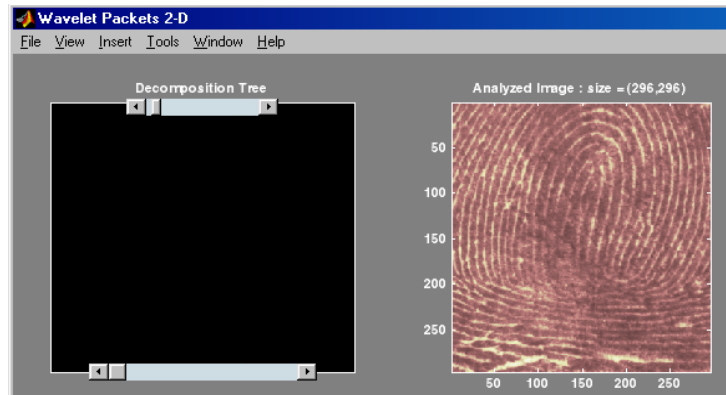 Wavelet Packets 2-D
File View Insert Tools Window Help
Decomposition Tree
Analyzed Image : size = (296,296)
50
100
150
200
250
50 100 150 200 250